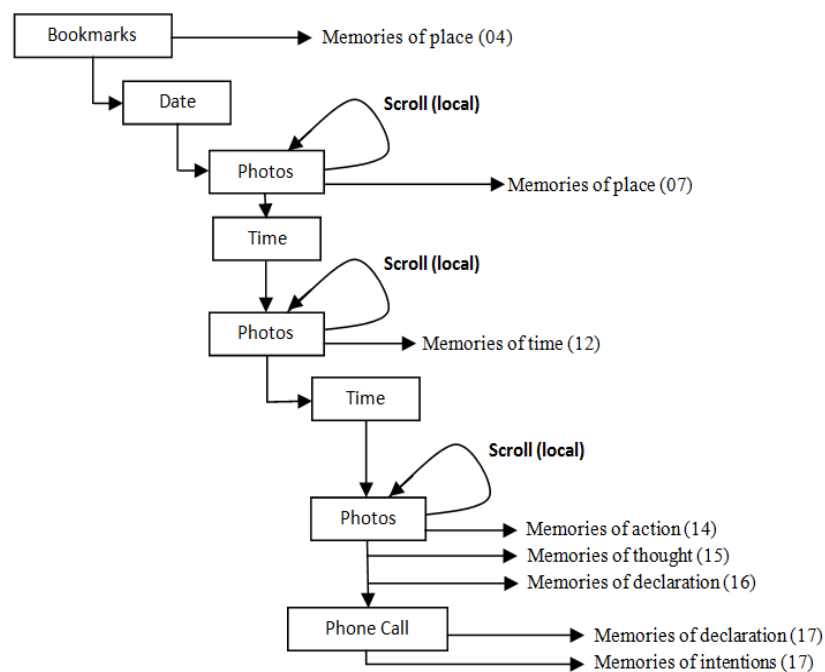 Bookmarks
Memories of place (04)
Date
Scroll (local)
Photos
Memories of place (07)
Time
Scroll (local)
Photos
Memories of time (12)
Time
Scroll (local)
Photos
Memories of action (14)
Memories of thought (15)
Memories of declaration (16)
Phone Call
Memories of declaration (17)
Memories of intentions (17)